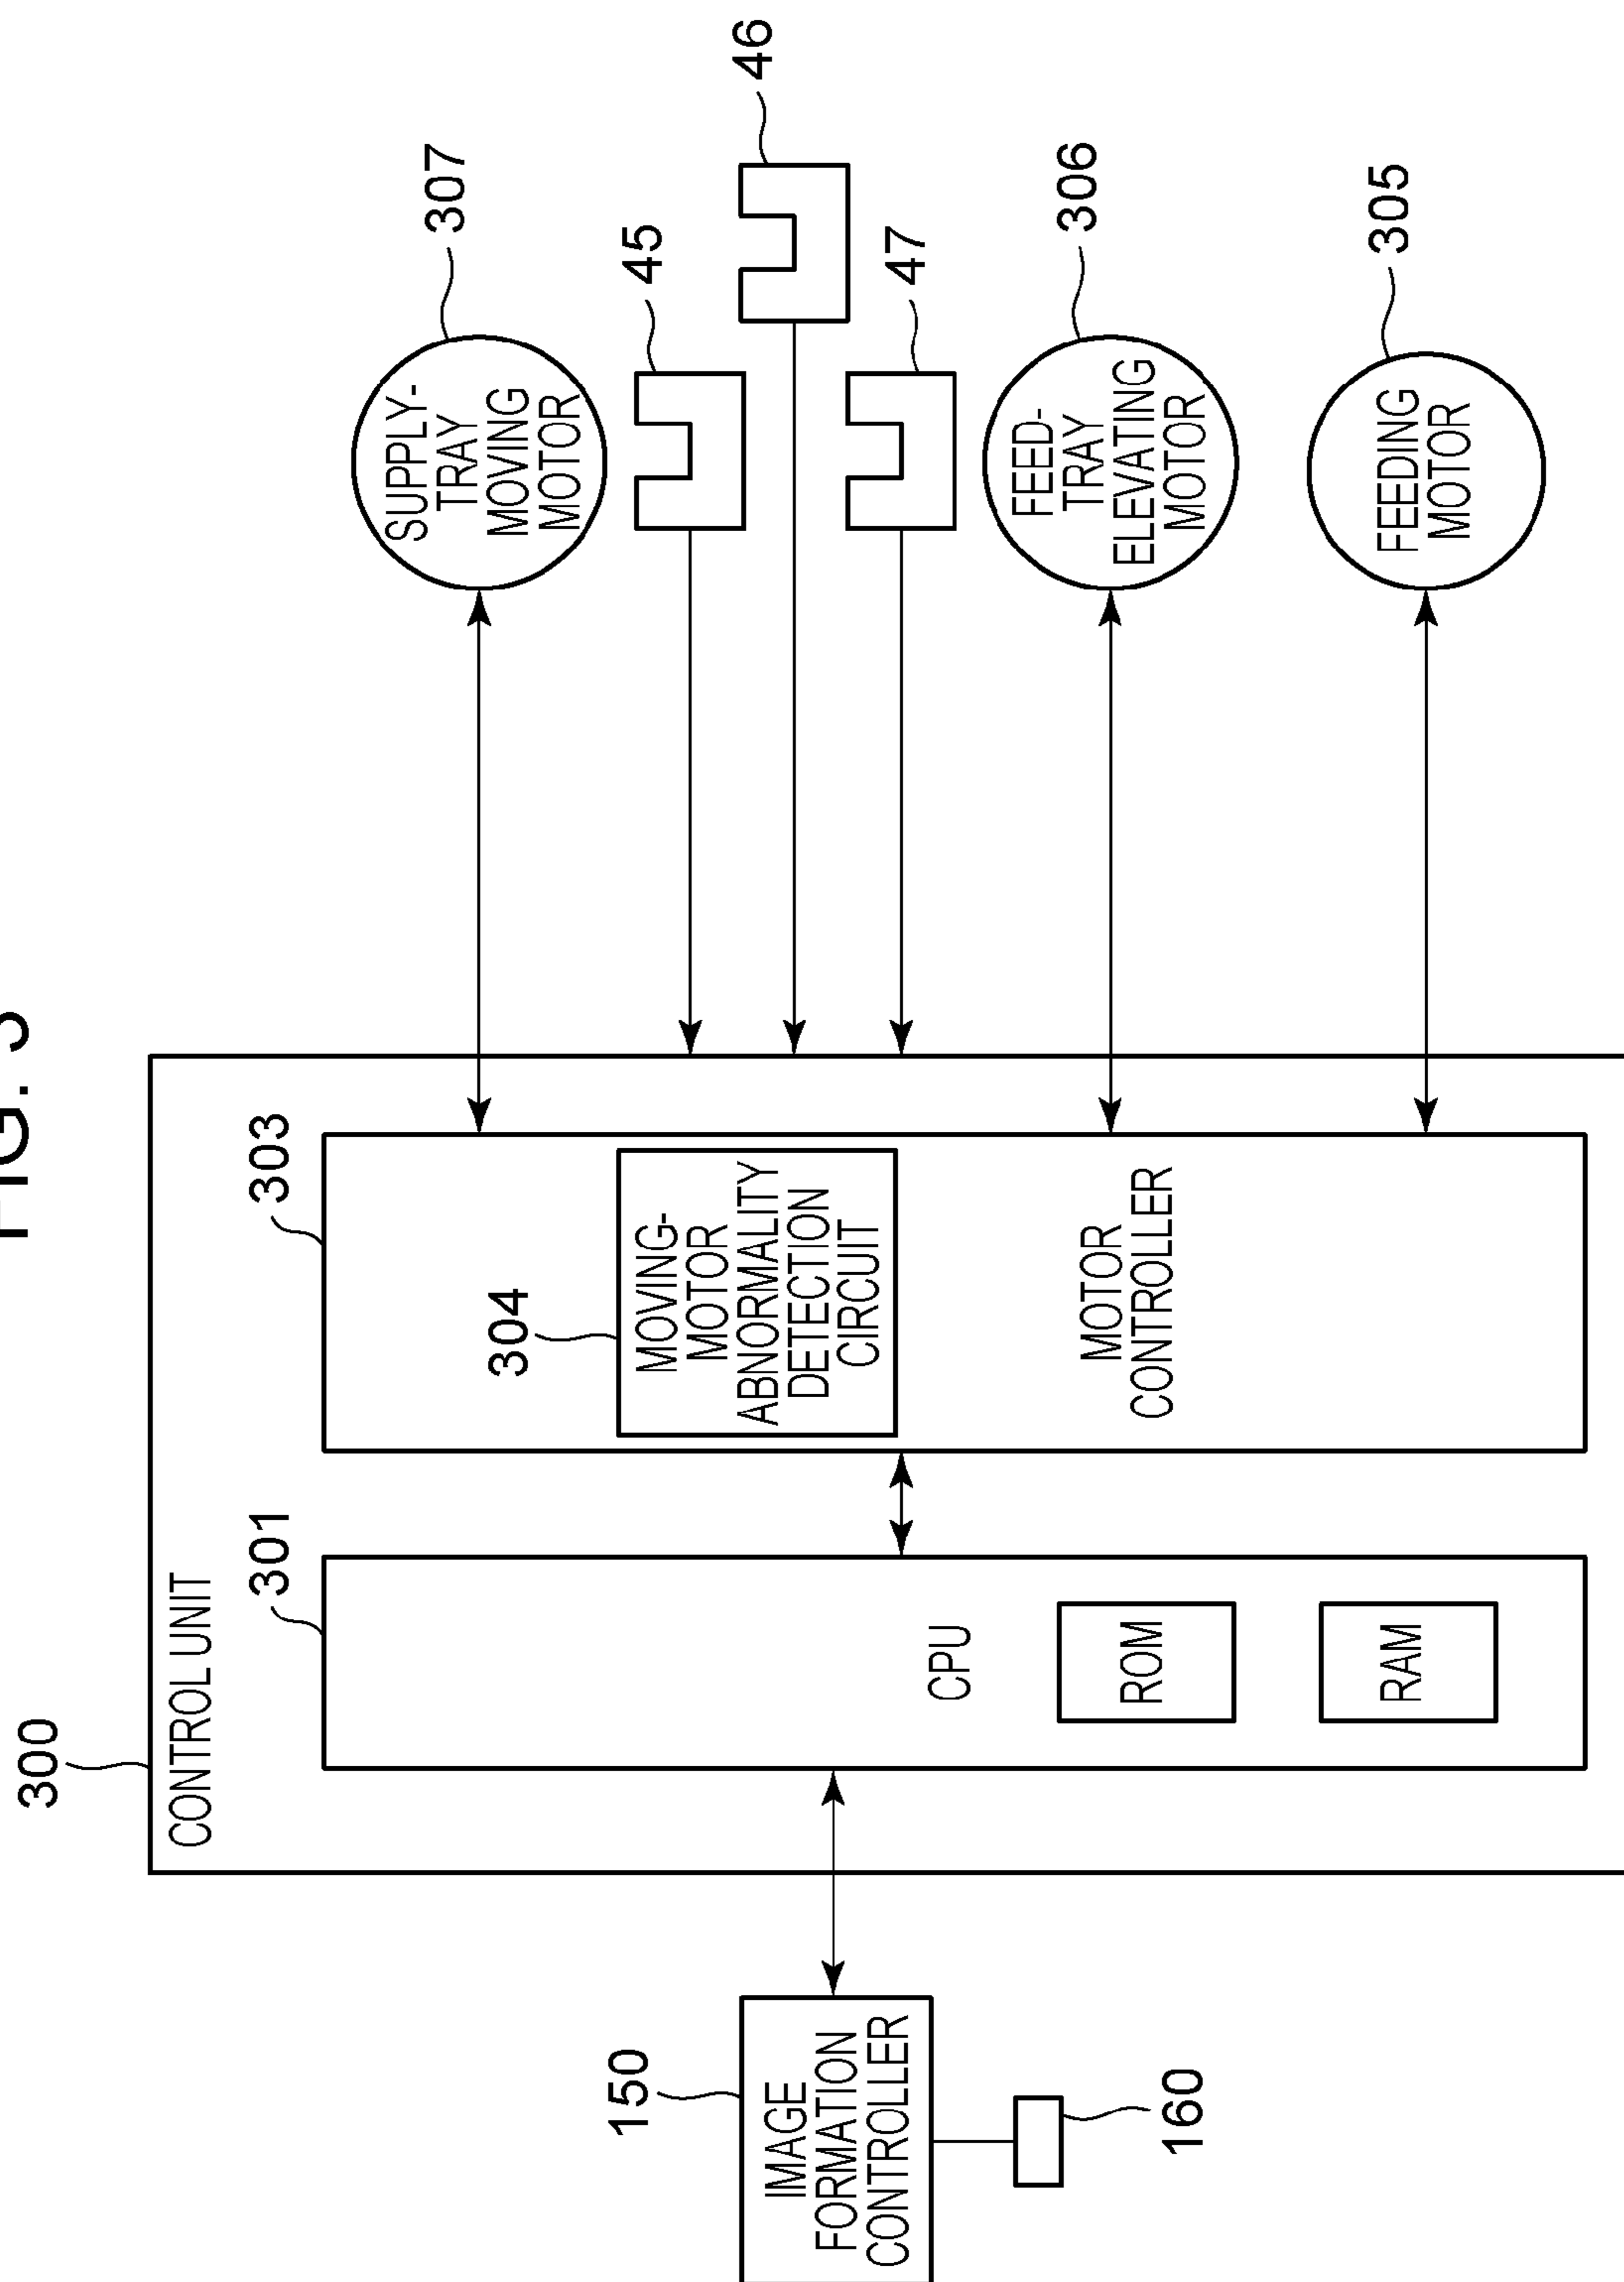 FIG.
300
CONTROL UNIT
301
303
CPU
ROM
RAM
304
MOVING-
MOTOR
ABNORMALITY
DETECTION
CIRCUIT
MOTOR
CONTROLLER
150
IMAGE
FORMATION
CONTROLLER
160
307
SUPPLY-
TRAY
MOVING
MOTOR
45
46
47
306
FEED-
TRAY
ELEVATING
MOTOR
305
FEEDING
MOTOR